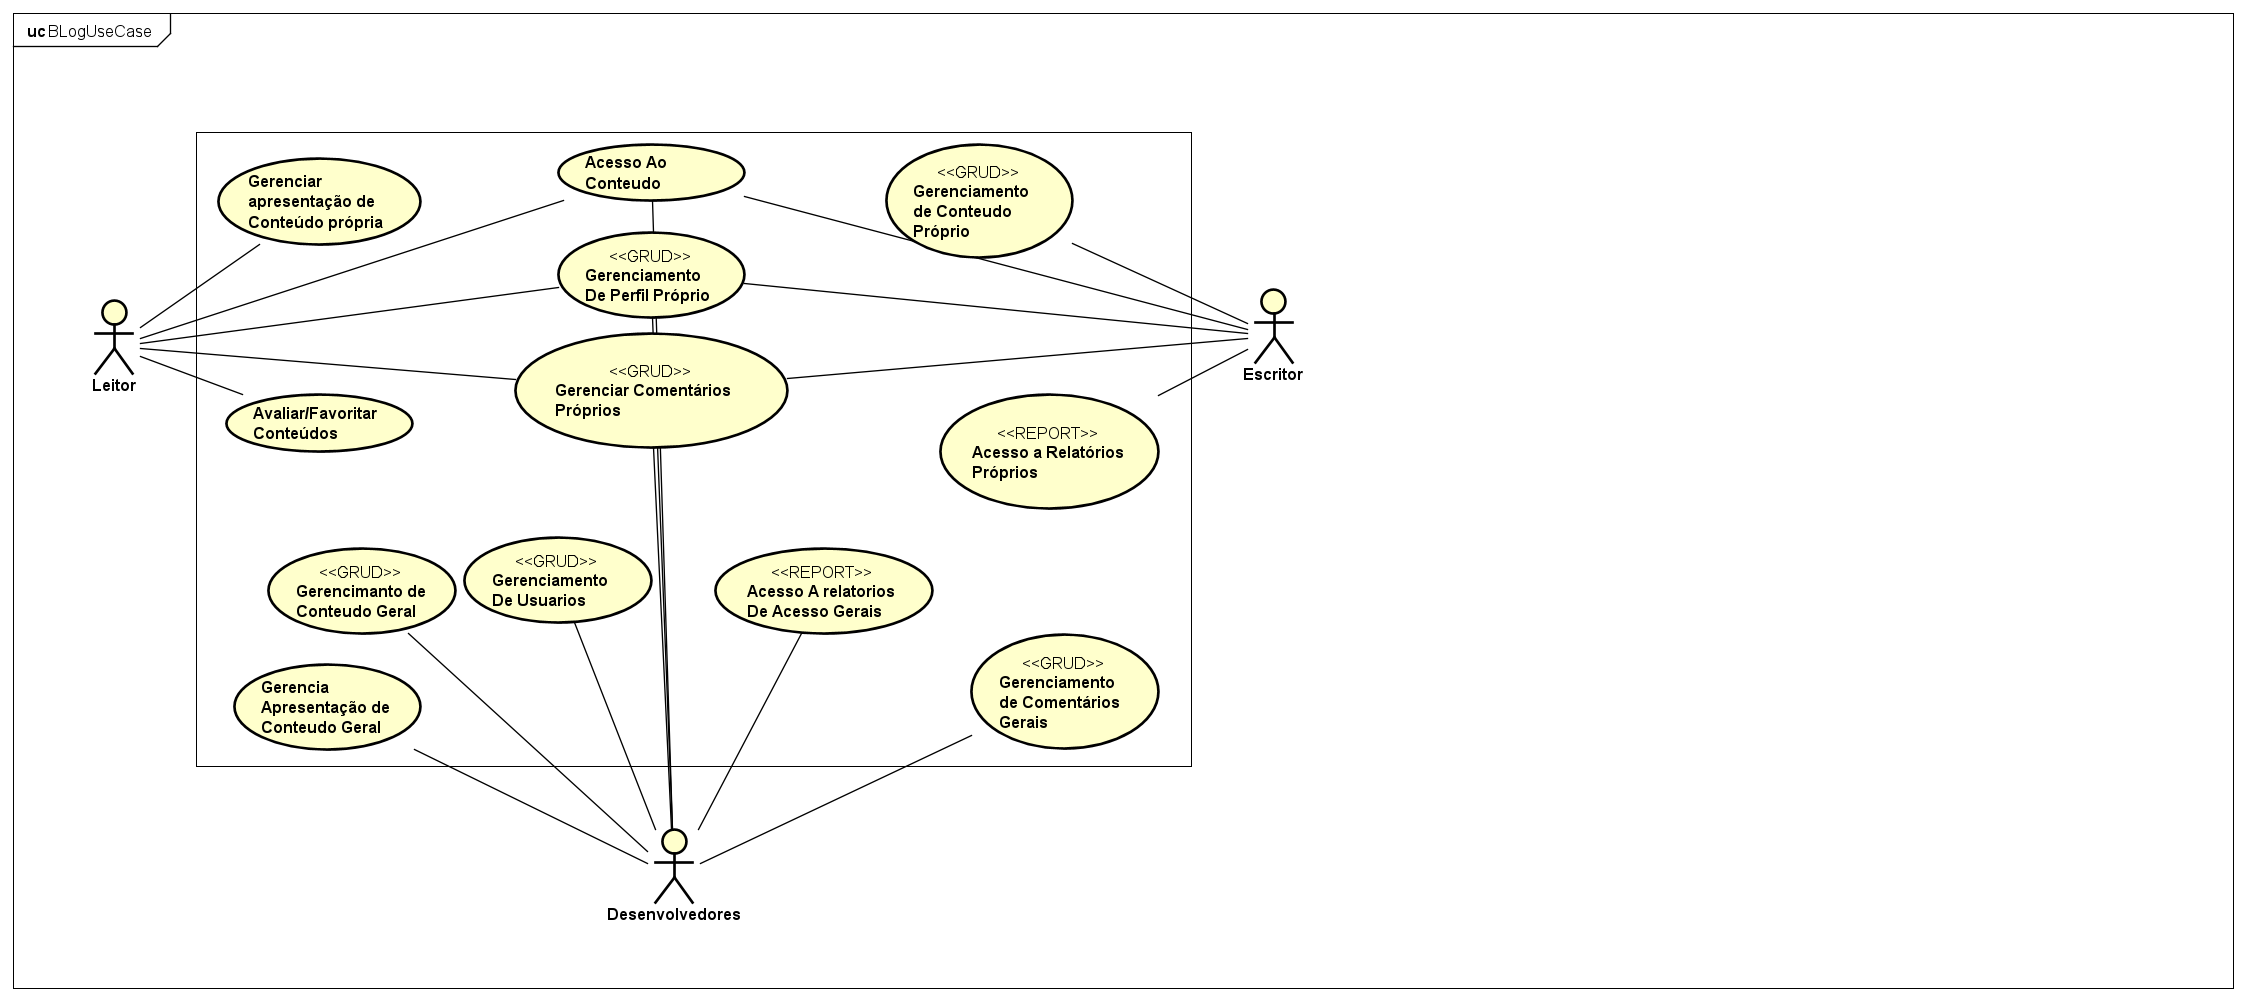 uc BLogUseCase
Gerenciar
apresentação de
Conteúdo própria
Acesso Ao
Conteudo
<<GRUD>>
Gerenciamento
de Conteudo
Próprio
<<GRUD>>
Gerenciamento
De Perfil Próprio
Leitor
Escritor
<<GRUD>>
Gerenciar Comentários
Próprios
Avaliar/Favoritar
Conteúdos
<<REPORT>>
Acesso a Relatórios
Próprios
<<GRUD>>
Gerencimanto de
Conteudo Geral
<<GRUD>>
Gerenciamento
De Usuarios
<<REPORT>>
Acesso A relatorios
De Acesso Gerais
Gerencia
Apresentação de
Conteudo Geral
<<GRUD>>
Gerenciamento
de Comentários
Gerais
Desenvolvedores